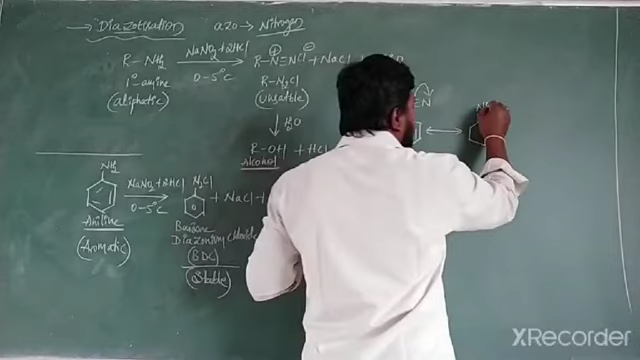 → Diazotisation azo → Nitrogen
R-NH₂ NaNO₂+2HCl 0-5°C R-N⊕≡NCl⊖ + NaCl +
1° amine R-N₂Cl
(aliphatic) (Unstable)
↓ H₂O
R-OH + HCl
Alcohol
NH₂ NaNO₂+2HCl 0-5°C N₂Cl + NaCl +
Aniline Benzene
(Aromatic) Diazonium chloride
(BDC)
(Stable)
≡N ↔ N
XRecorder